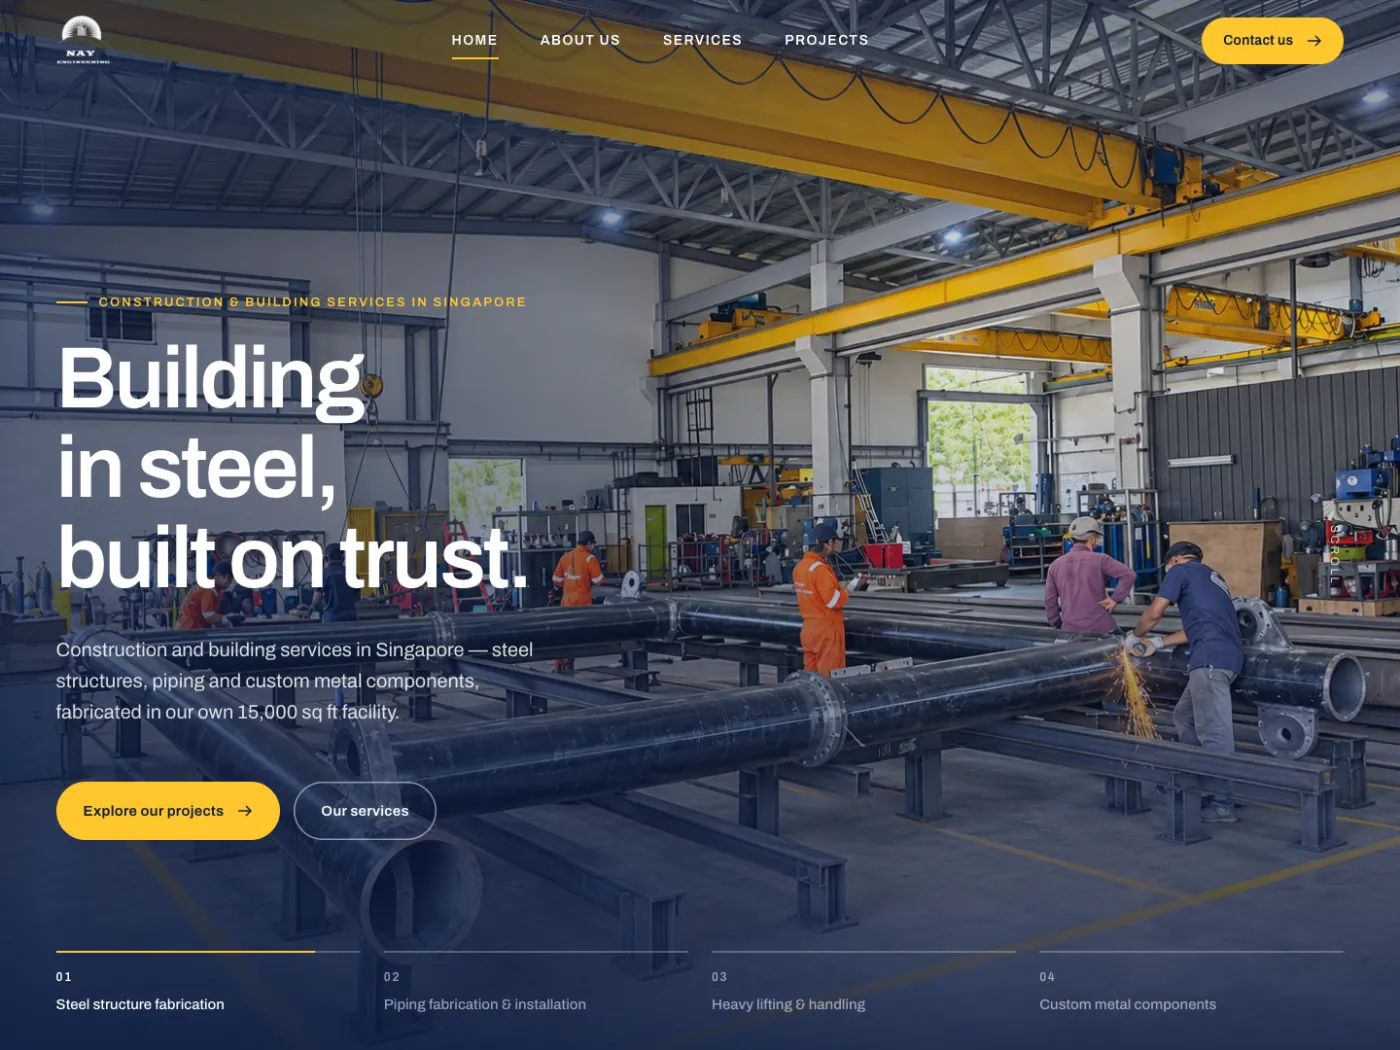 NAY
ENGINEERING
HOME
ABOUT US
SERVICES
PROJECTS
Contact us
CONSTRUCTION & BUILDING SERVICES IN SINGAPORE
Building
in steel,
built on trust.
Construction and building services in Singapore — steel
structures, piping and custom metal components,
fabricated in our own 15,000 sq ft facility.
Explore our projects
Our services
SCROLL
01
Steel structure fabrication
02
Piping fabrication & installation
03
Heavy lifting & handling
04
Custom metal components